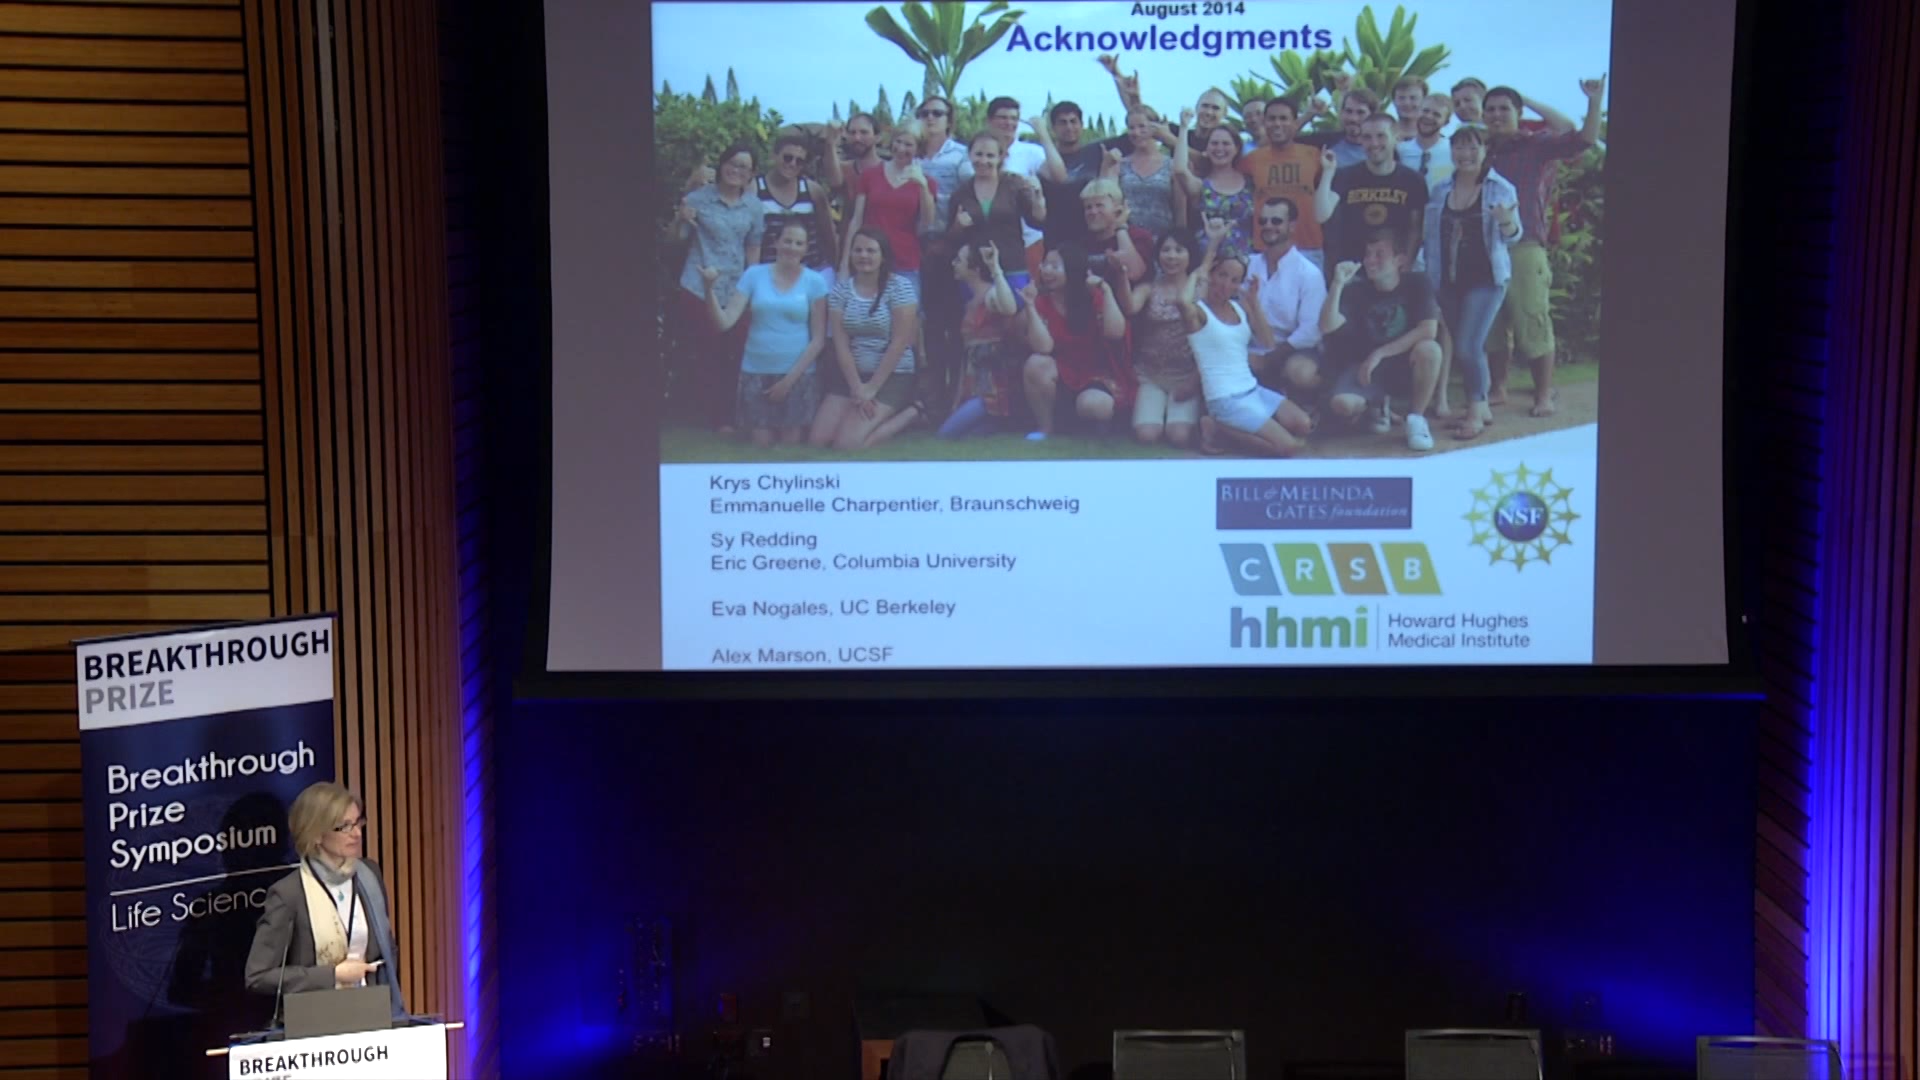 August 2014
Acknowledgments
ADI
BERKELEY
Krys Chylinski
Emmanuelle Charpentier, Braunschweig
Sy Redding
Eric Greene, Columbia University
Eva Nogales, UC Berkeley
Alex Marson, UCSF
BILL & MELINDA
GATES foundation
NSF
CRSB
hhmi
Howard Hughes
Medical Institute
BREAKTHROUGH
PRIZE
Breakthrough
Prize
Symposium
Life Scienc
BREAKTHROUGH